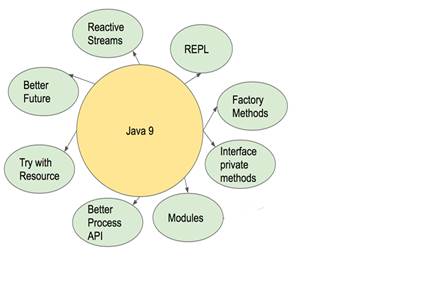 Reactive
Streams
REPL
Better
Future
Factory
Methods
Java 9
Try with
Resource
Interface
private
methods
Better
Process
API
Modules